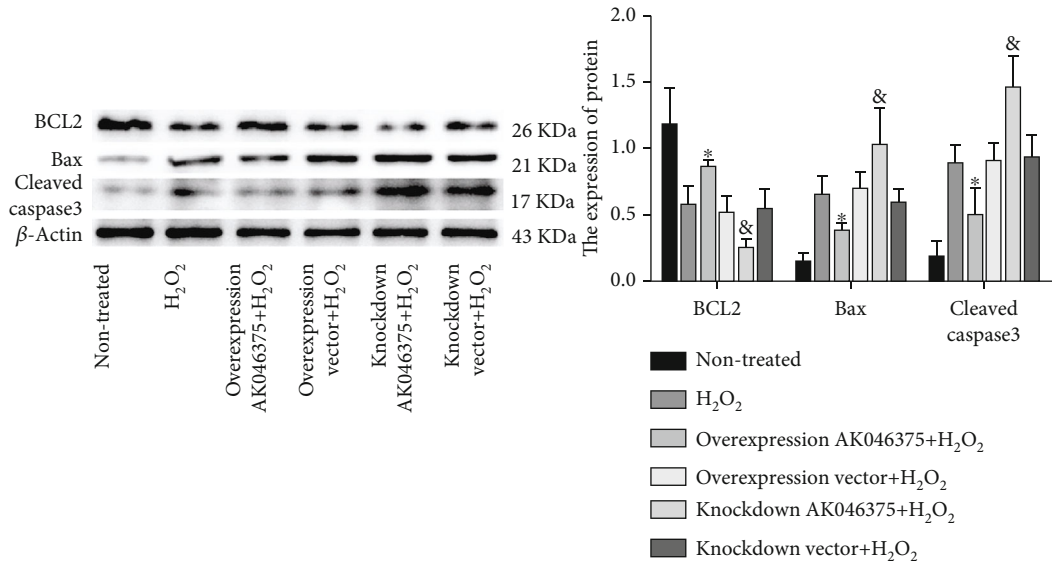 BCL2
26 KDa
Bax
21 KDa
Cleaved
caspase3
17 KDa
β-Actin
43 KDa
Non-treated
H₂O₂
Overexpression
AK046375+H₂O₂
Overexpression
vector+H₂O₂
Knockdown
AK046375+H₂O₂
Knockdown
vector+H₂O₂
The expression of protein
2.0
1.5
1.0
0.5
0.0
*
&
*
&
*
&
BCL2
Bax
Cleaved
caspase3
Non-treated
H₂O₂
Overexpression AK046375+H₂O₂
Overexpression vector+H₂O₂
Knockdown AK046375+H₂O₂
Knockdown vector+H₂O₂